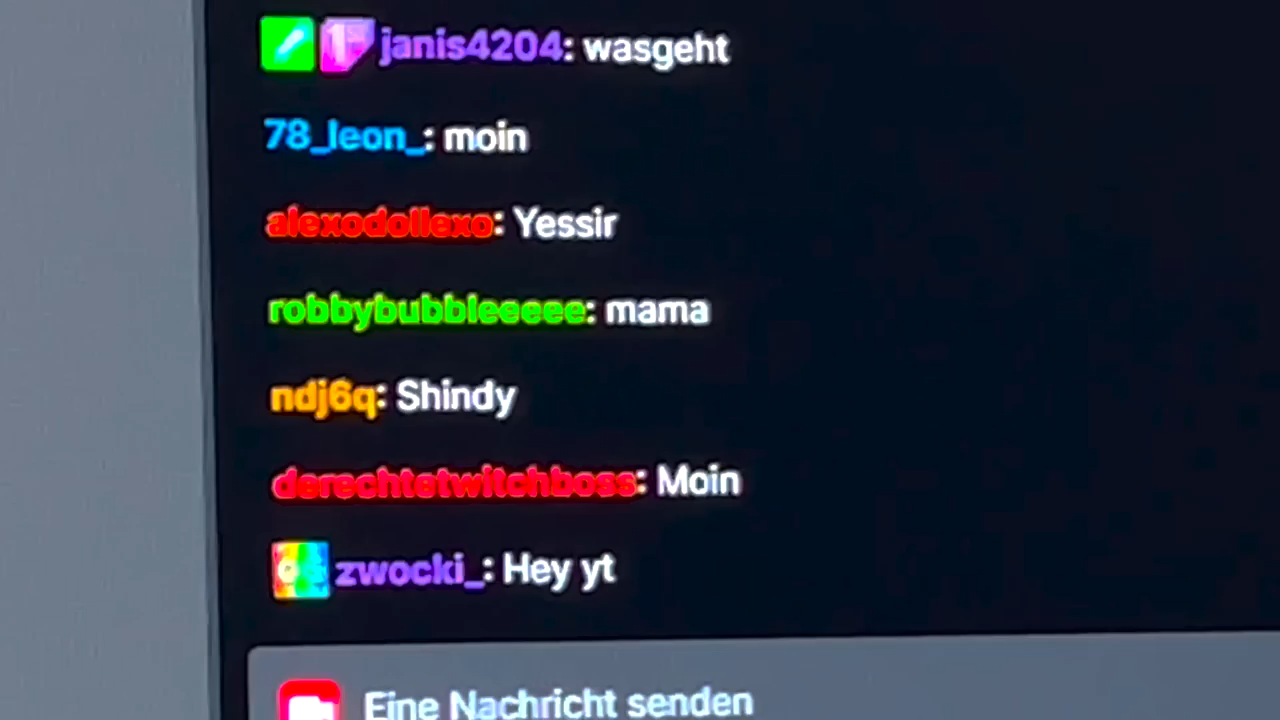 janis4204: wasgeht
78_leon_: moin
alexodollexo: Yessir
robbybubbleeeee: mama
ndj6q: Shindy
derechtetwitchboss: Moin
zwocki_: Hey yt
Eine Nachricht senden